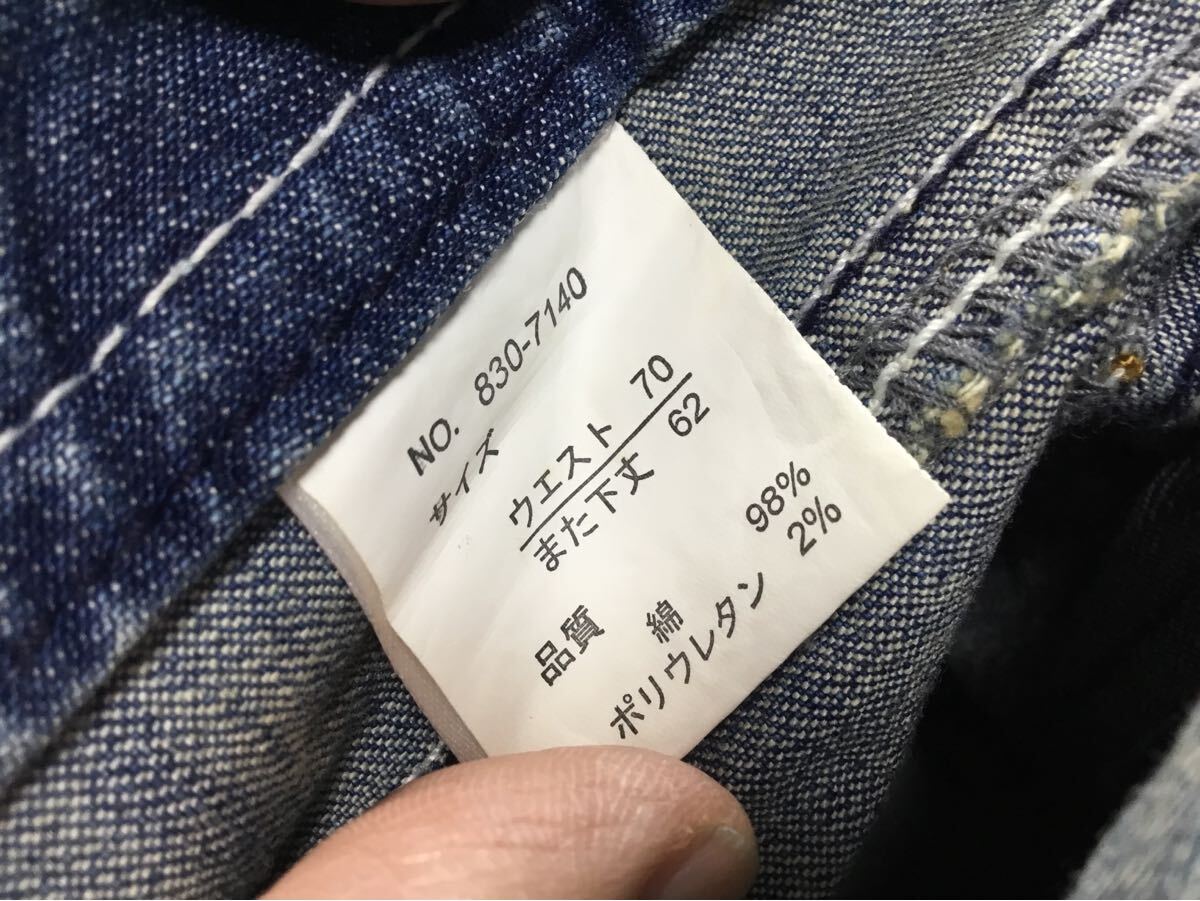 NO. 830-7140
サイズ
ウエスト 70
また下丈 62
品質 綿 98%
ポリウレタン 2%